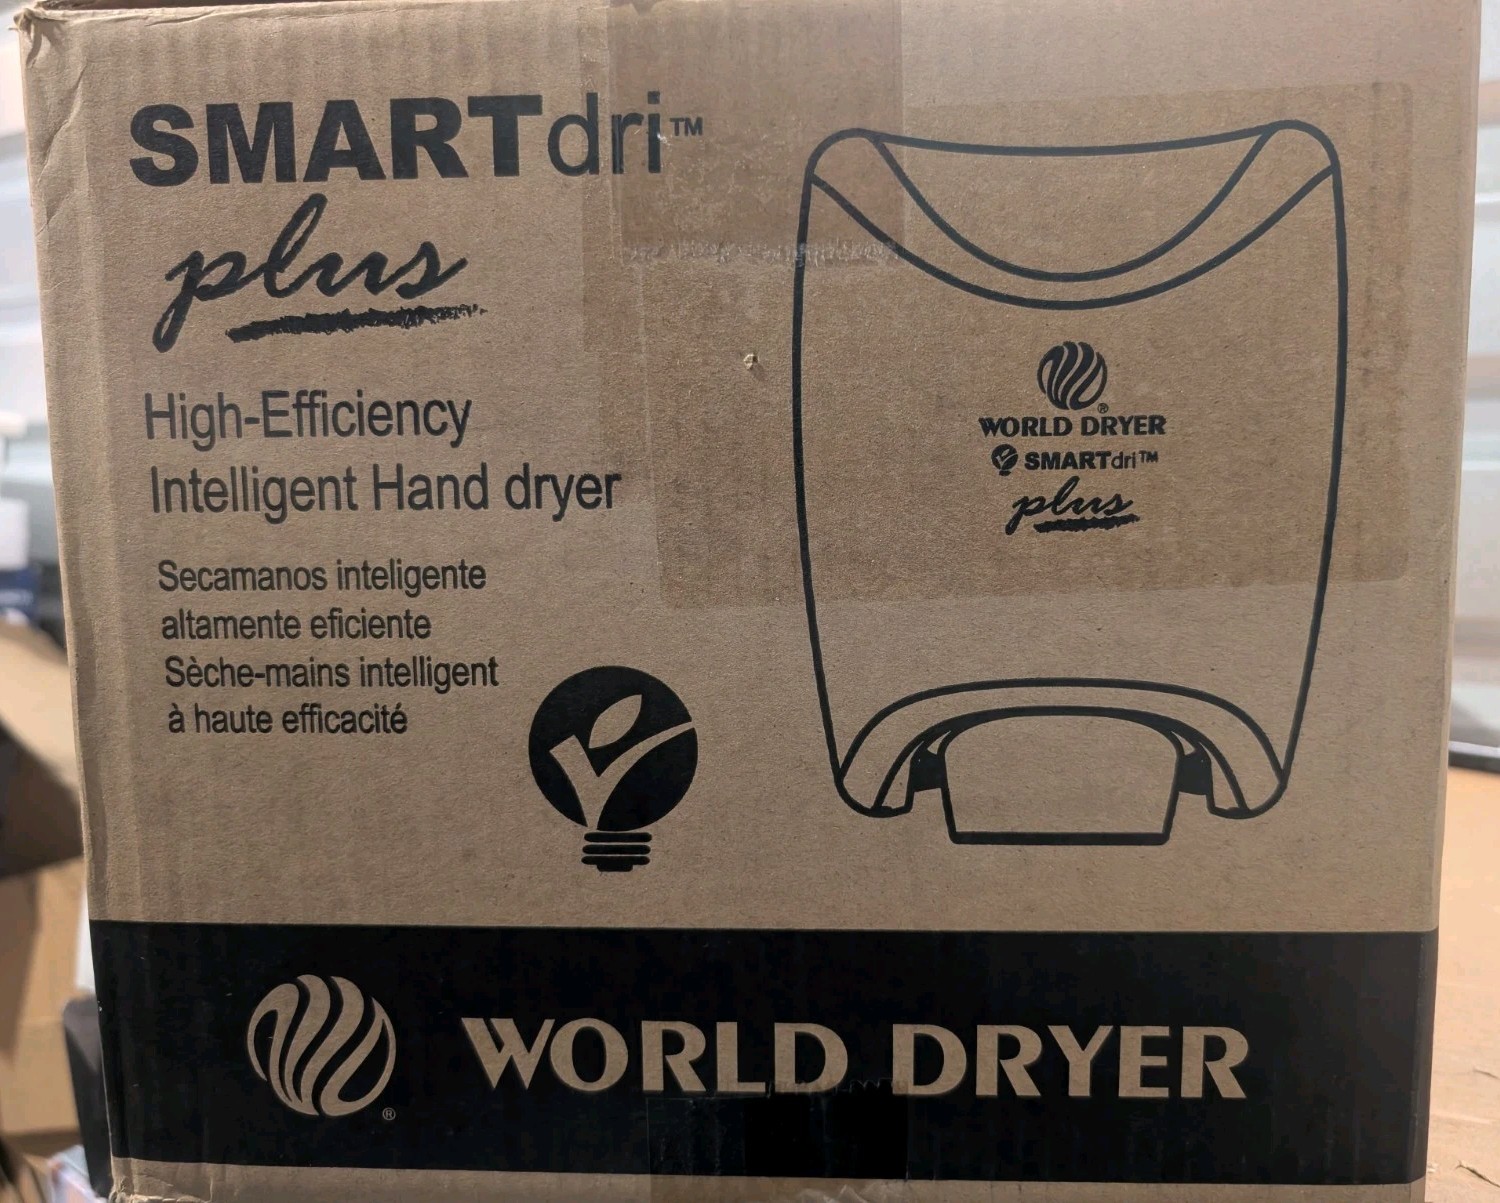 SMARTdri™
plus
High-Efficiency
Intelligent Hand dryer
Secamanos inteligente
altamente eficiente
Sèche-mains intelligent
à haute efficacité
®
WORLD DRYER
SMARTdri™
plus
®
WORLD DRYER